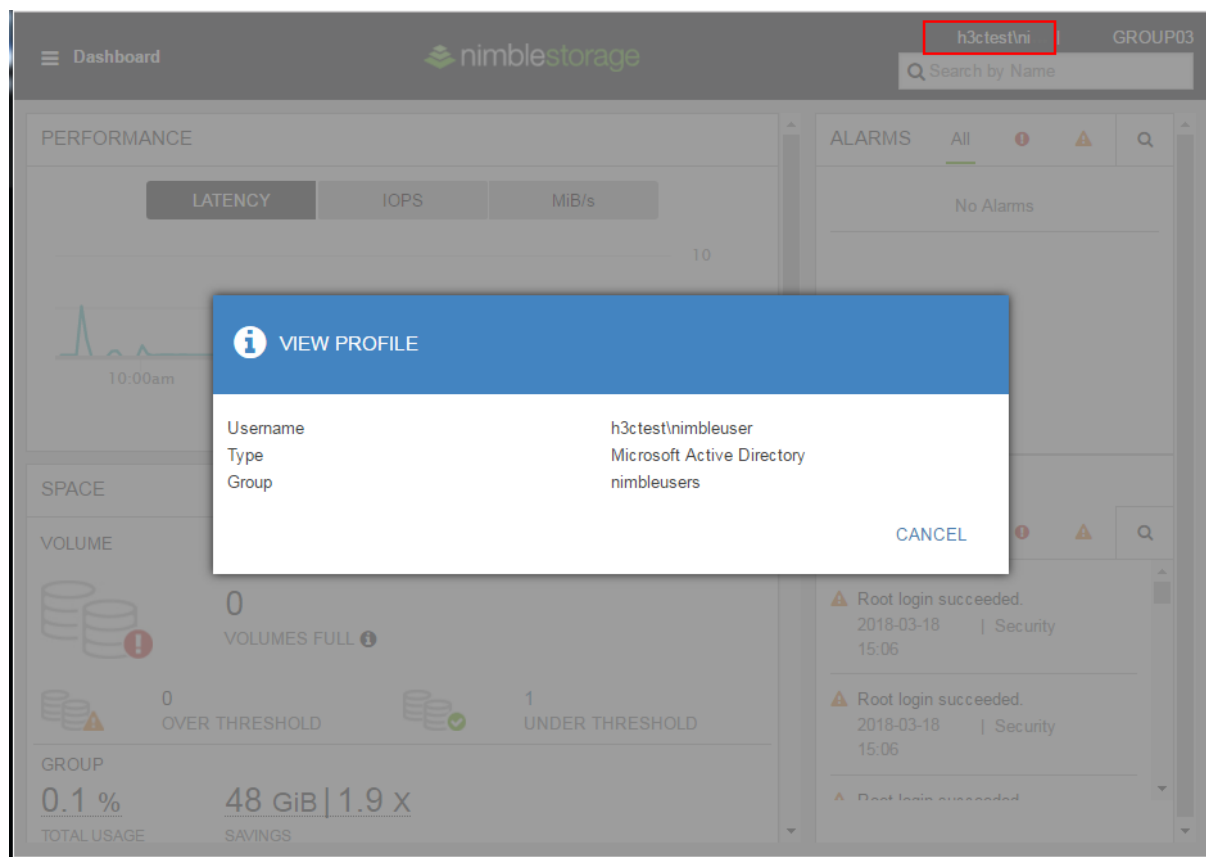 Dashboard
nimblestorage
h3ctest\ni
GROUP03
Search by Name
PERFORMANCE
LATENCY IOPS MiB/s
10
10:00am
ALARMS All
No Alarms
VIEW PROFILE
Username h3ctest\nimbleuser
Type Microsoft Active Directory
Group nimbleusers
CANCEL
SPACE
VOLUME
0
VOLUMES FULL
0
OVER THRESHOLD
1
UNDER THRESHOLD
GROUP
0.1 %
TOTAL USAGE
48 GiB | 1.9 X
SAVINGS
Root login succeeded.
2018-03-18 | Security
15:06
Root login succeeded.
2018-03-18 | Security
15:06
Root login succeeded